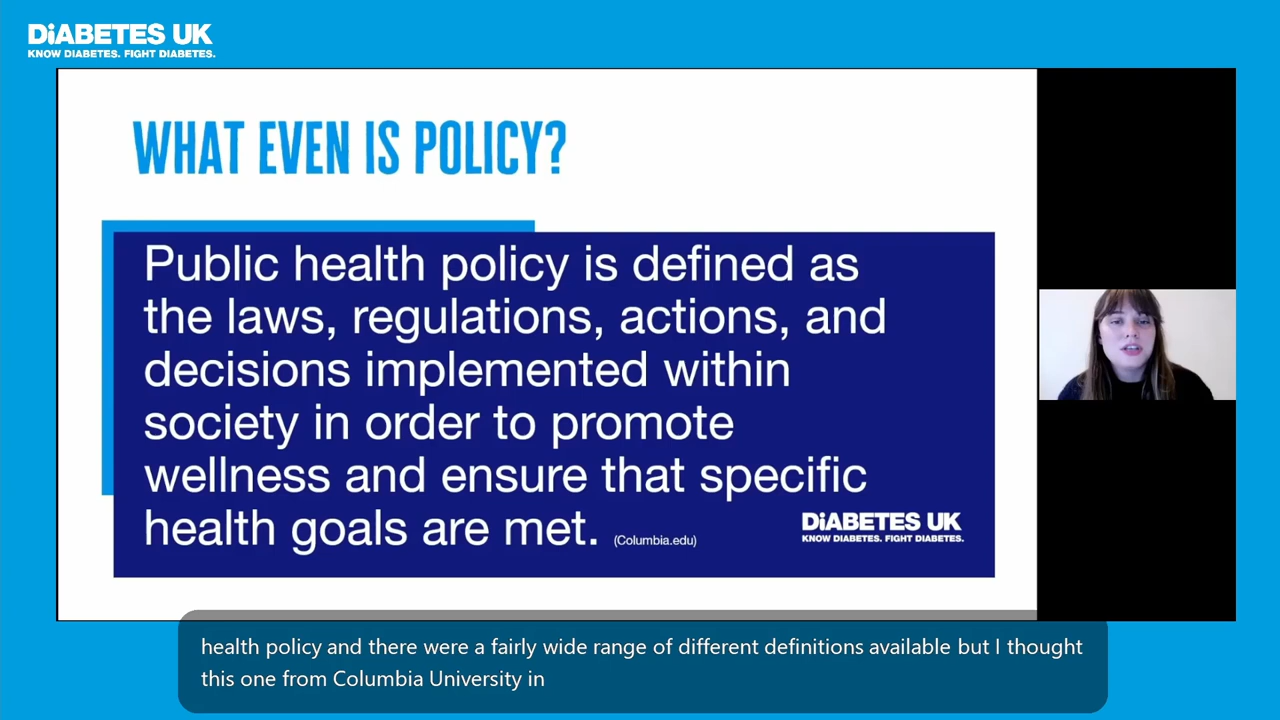 DiABETES UK
KNOW DIABETES. FIGHT DIABETES.
WHAT EVEN IS POLICY?
Public health policy is defined as
the laws, regulations, actions, and
decisions implemented within
society in order to promote
wellness and ensure that specific
health goals are met. (Columbia.edu)
DiABETES UK
KNOW DIABETES. FIGHT DIABETES.
health policy and there were a fairly wide range of different definitions available but I thought
this one from Columbia University in